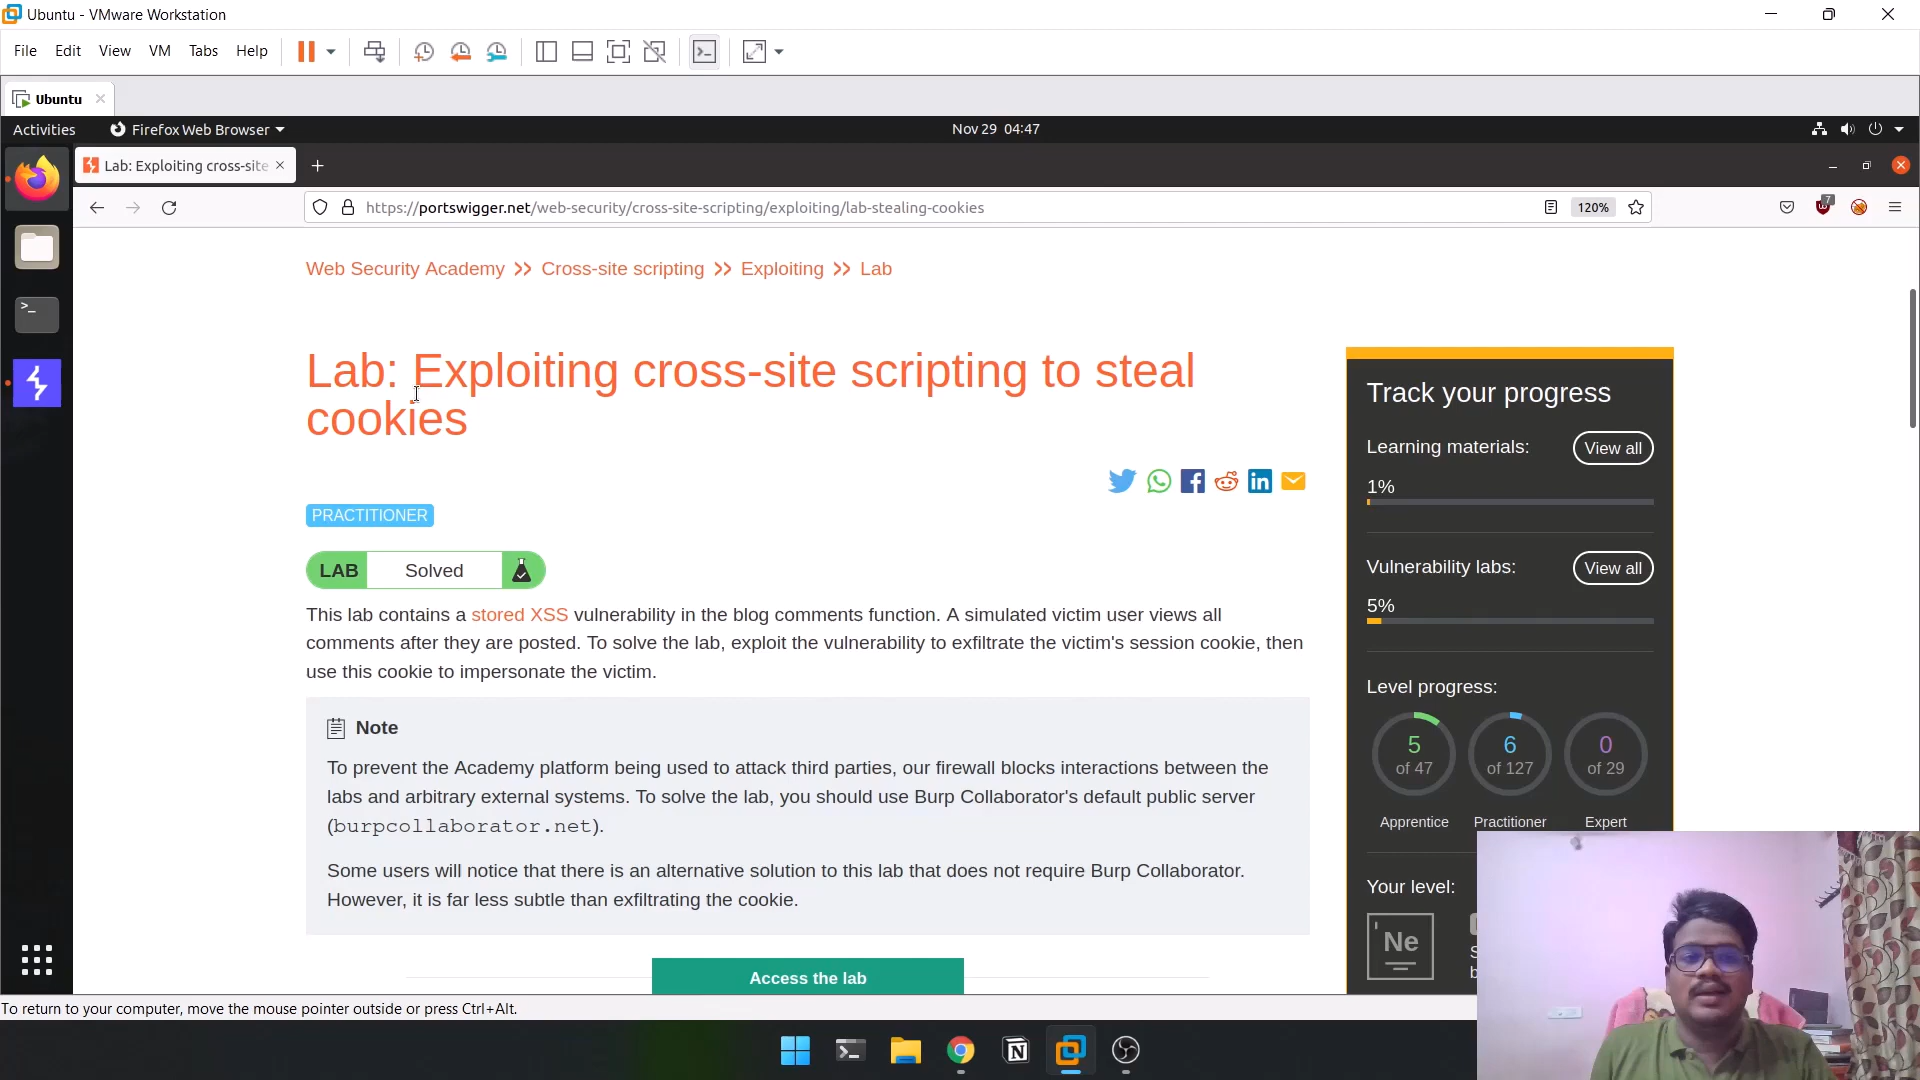 Ubuntu - VMware Workstation
File Edit View VM Tabs Help
Ubuntu
Activities Firefox Web Browser Nov 29 04:47
Lab: Exploiting cross-site
https://portswigger.net/web-security/cross-site-scripting/exploiting/lab-stealing-cookies 120% 7
Web Security Academy Cross-site scripting Exploiting Lab
Lab: Exploiting cross-site scripting to steal
cookies
PRACTITIONER
LAB Solved
This lab contains a stored XSS vulnerability in the blog comments function. A simulated victim user views all
comments after they are posted. To solve the lab, exploit the vulnerability to exfiltrate the victim's session cookie, then
use this cookie to impersonate the victim.
Note
To prevent the Academy platform being used to attack third parties, our firewall blocks interactions between the
labs and arbitrary external systems. To solve the lab, you should use Burp Collaborator's default public server
(burpcollaborator.net).
Some users will notice that there is an alternative solution to this lab that does not require Burp Collaborator.
However, it is far less subtle than exfiltrating the cookie.
Access the lab
Track your progress
Learning materials: View all
1%
Vulnerability labs: View all
5%
Level progress:
5 6 0
of 47 of 127 of 29
Apprentice Practitioner Expert
Your level:
Ne
To return to your computer, move the mouse pointer outside or press Ctrl+Alt.